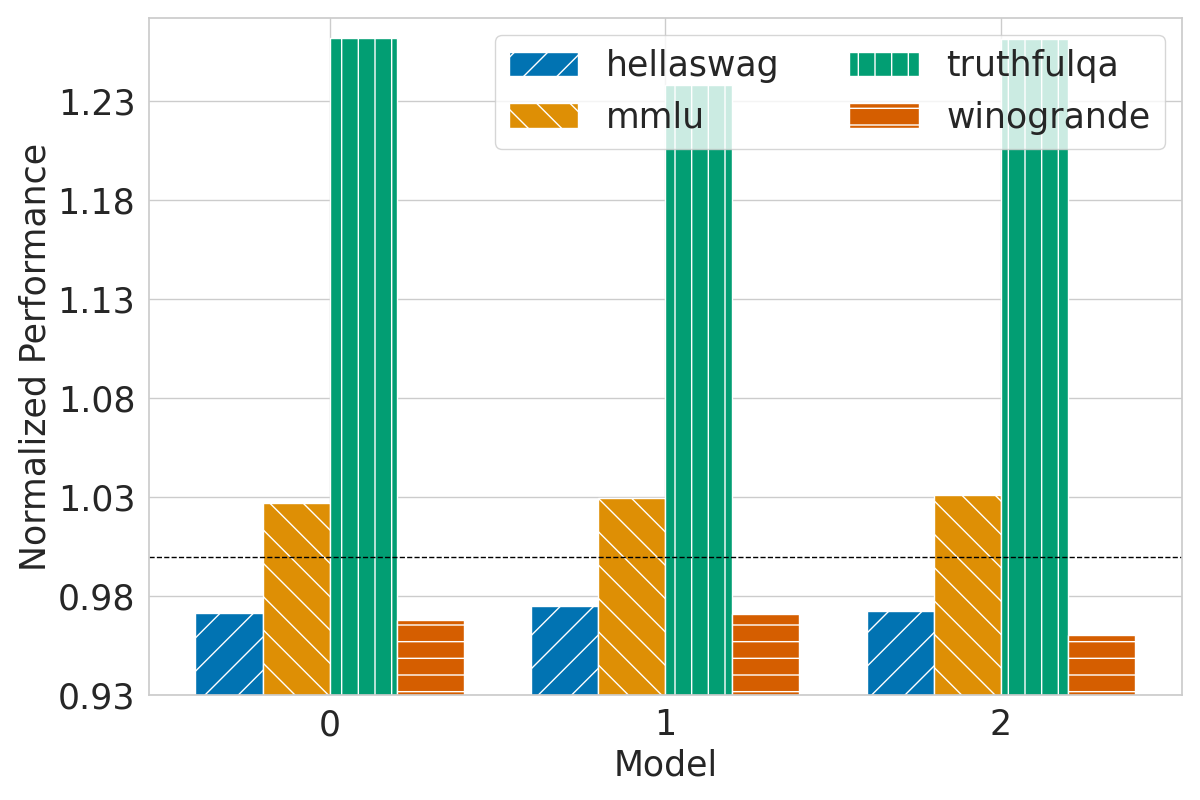 Normalized Performance
1.23
1.18
1.13
1.08
1.03
0.98
0.93
hellaswag
mmlu
truthfulqa
winogrande
0 1 2
Model